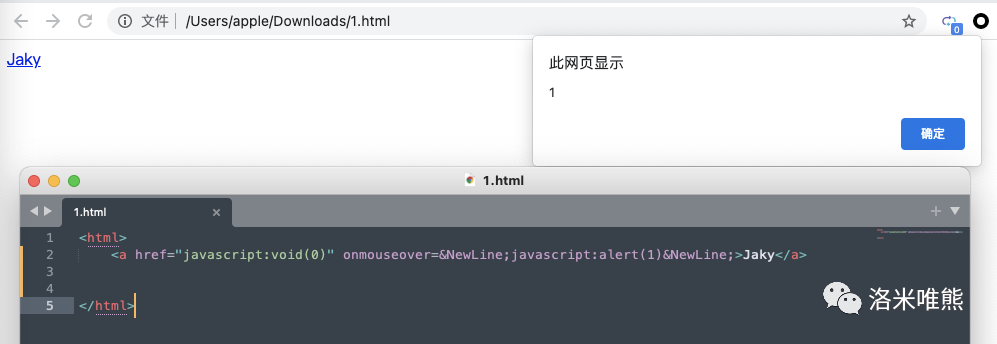 文件 /Users/apple/Downloads/1.html
0
Jaky
此网页显示
1
确定
1.html
1.html
1 <html>
2 <a href="javascript:void(0)" onmouseover=&NewLine;javascript:alert(1)&NewLine;>Jaky</a>
3
4
5 </html>
洛米唯熊